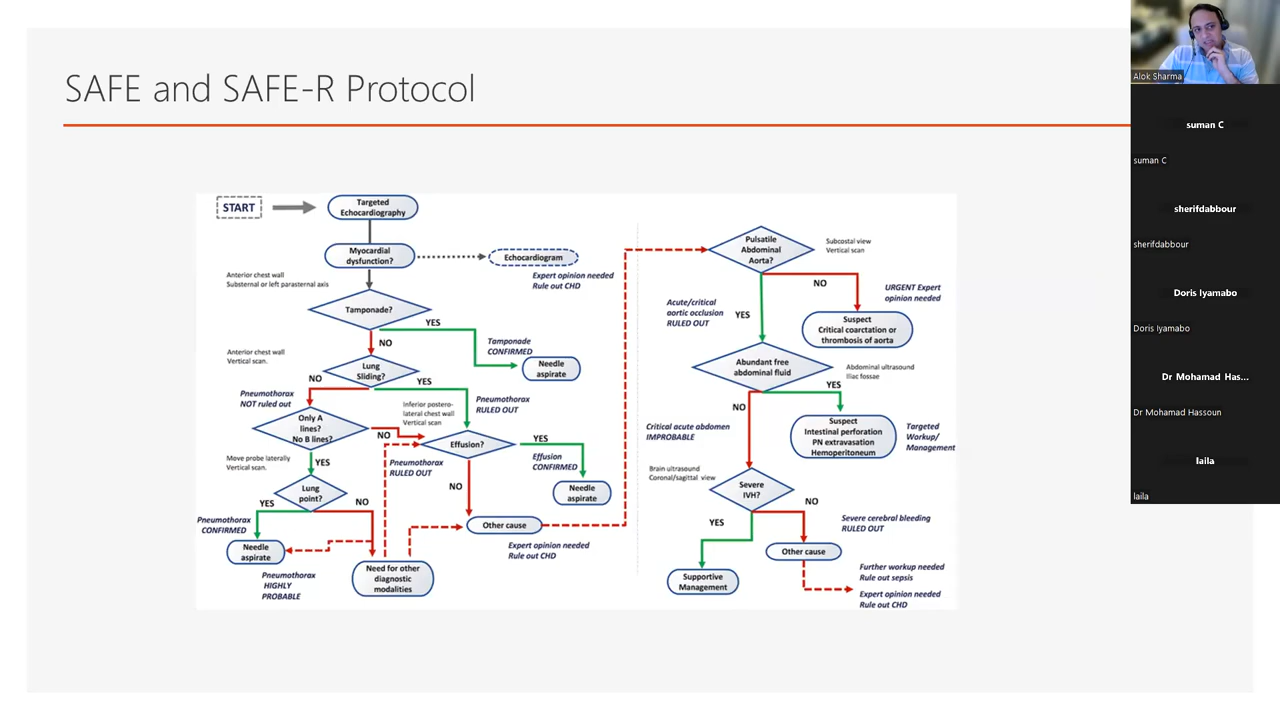 SAFE and SAFE-R Protocol
START
Targeted
Echocardiography
Myocardial
dysfunction?
Echocardiogram
Expert opinion needed
Rule out CHD
Anterior chest wall
Substernal or left parasternal axis
Tamponade?
YES
NO
Tamponade
CONFIRMED
Needle
aspirate
Anterior chest wall
Vertical scan.
Lung
Sliding?
NO
YES
Pneumothorax
NOT ruled out
Pneumothorax
RULED OUT
Only A
lines?
No B lines?
NO
YES
Inferior postero-
lateral chest wall
Vertical scan
Effusion?
YES
NO
Effusion
CONFIRMED
Needle
aspirate
Pneumothorax
RULED OUT
Move probe laterally
Vertical scan.
Lung
point?
YES
NO
Pneumothorax
CONFIRMED
Needle
aspirate
Pneumothorax
HIGHLY
PROBABLE
Need for other
diagnostic
modalities
Other cause
Expert opinion needed
Rule out CHD
Pulsatile
Abdominal
Aorta?
Subcostal view
Vertical scan
NO
YES
URGENT Expert
opinion needed
Acute/critical
aortic occlusion
RULED OUT
Suspect
Critical coarctation or
thrombosis of aorta
Abundant free
abdominal fluid
Abdominal ultrasound
Iliac fossae
YES
NO
Suspect
Intestinal perforation
PN extravasation
Hemoperitoneum
Targeted
Workup/
Management
Critical acute abdomen
IMPROBABLE
Brain ultrasound
Coronal/sagittal view
Severe
IVH?
NO
YES
Severe cerebral bleeding
RULED OUT
Other cause
Supportive
Management
Further workup needed
Rule out sepsis
Expert opinion needed
Rule out CHD
Alok Sharma
suman C
suman C
sherifdabbour
sherifdabbour
Doris Iyamabo
Doris Iyamabo
Dr Mohamad Has...
Dr Mohamad Hassoun
laila
laila